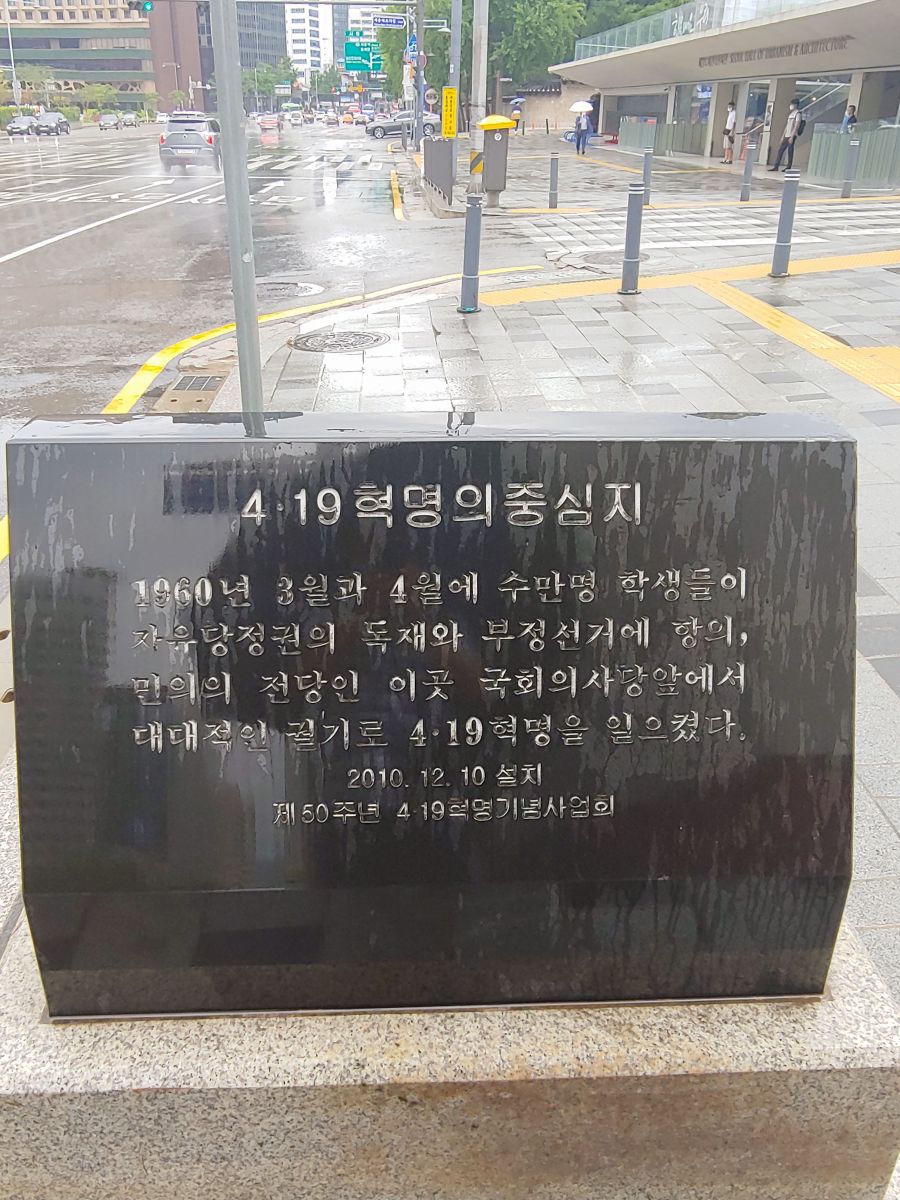 SEOUL HALL OF URBANISM & ARCHITECTURE
4·19혁명의중심지
1960년 3월과 4월에 수만명 학생들이
자유당정권의 독재와 부정선거에 항의,
민의의 전당인 이곳 국회의사당앞에서
대대적인 궐기로 4·19혁명을 일으켰다.
2010. 12. 10 설치
제50주년 4·19혁명기념사업회